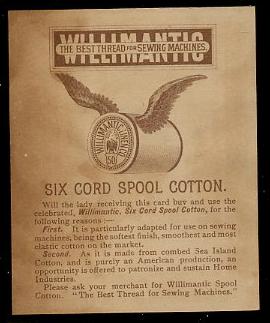 WILLIMANTIC
THE BEST THREAD FOR SEWING MACHINES.
WILLIMANTIC LINEN CO
150
SIX CORD SPOOL COTTON.
Will the lady receiving this card buy and use the
celebrated, Willimantic, Six Cord Spool Cotton, for the
following reasons :—
First. It is particularly adapted for use on sewing
machines, being the softest finish, smoothest and most
elastic cotton on the market.
Second. As it is made from combed Sea Island
Cotton, and is purely an American production, an
opportunity is offered to patronize and sustain Home
Industries.
Please ask your merchant for Willimantic Spool
Cotton. "The Best Thread for Sewing Machines."